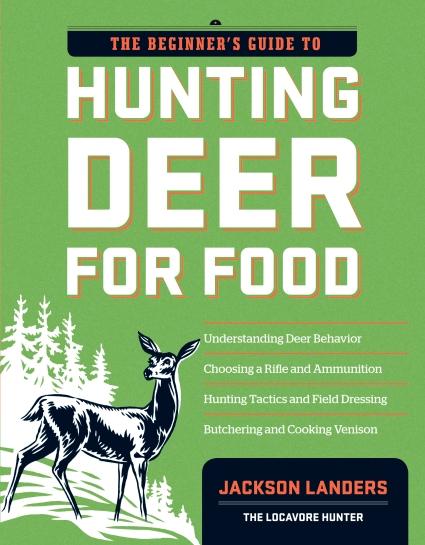 THE BEGINNER'S GUIDE TO
HUNTING
DEER
FOR FOOD
Understanding Deer Behavior
Choosing a Rifle and Ammunition
Hunting Tactics and Field Dressing
Butchering and Cooking Venison
JACKSON LANDERS
THE LOCAVORE HUNTER